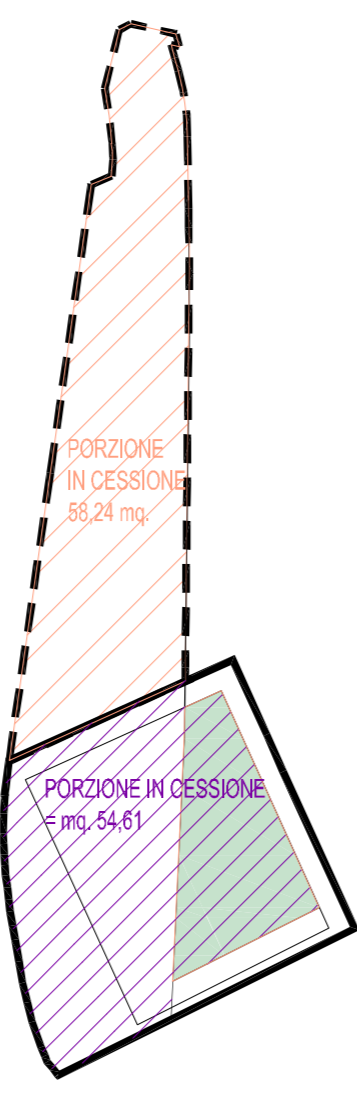 PORZIONE
IN CESSIONE
58,24 mq.
PORZIONE IN CESSIONE
= mq. 54,61